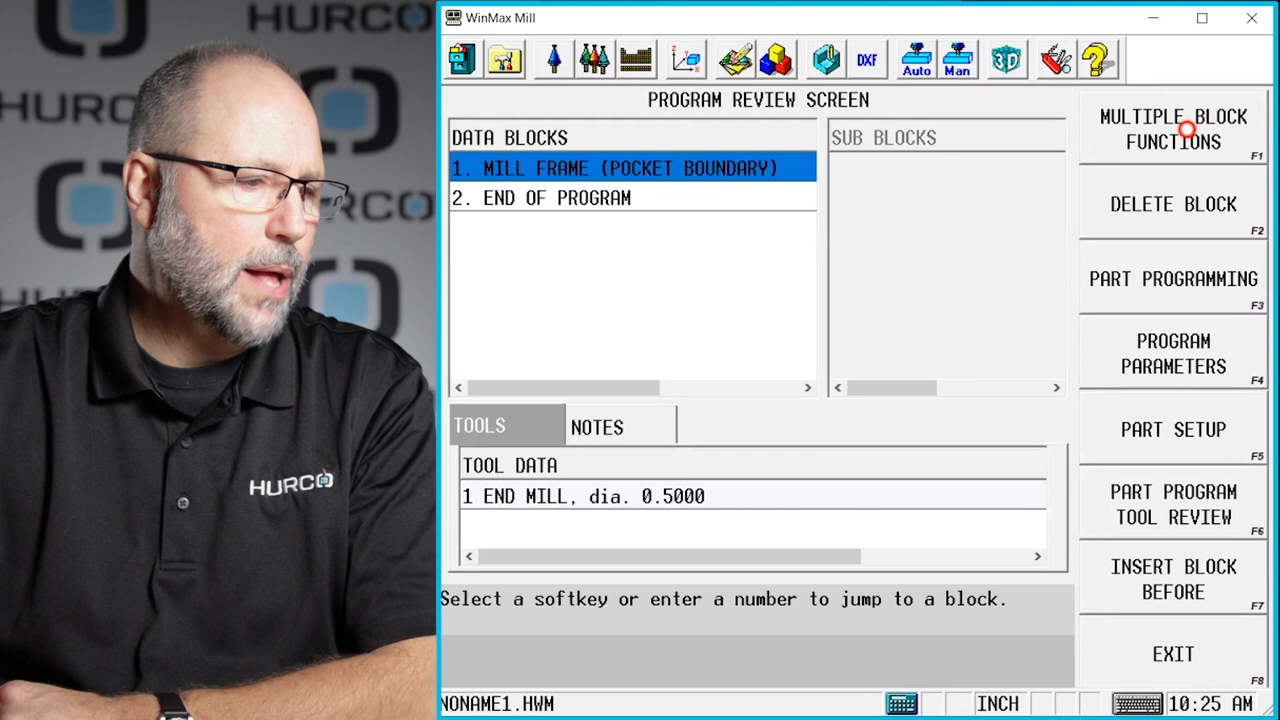 HURCO
HURCO
HURCO
HURCO
WinMax Mill
DXF
Auto
Man
3D
PROGRAM REVIEW SCREEN
DATA BLOCKS
1. MILL FRAME (POCKET BOUNDARY)
2. END OF PROGRAM
SUB BLOCKS
TOOLS
NOTES
TOOL DATA
1 END MILL, dia. 0.5000
Select a softkey or enter a number to jump to a block.
MULTIPLE BLOCK
FUNCTIONS
F1
DELETE BLOCK
F2
PART PROGRAMMING
F3
PROGRAM
PARAMETERS
F4
PART SETUP
F5
PART PROGRAM
TOOL REVIEW
F6
INSERT BLOCK
BEFORE
F7
EXIT
F8
NONAME1.HWM
INCH
10:25 AM